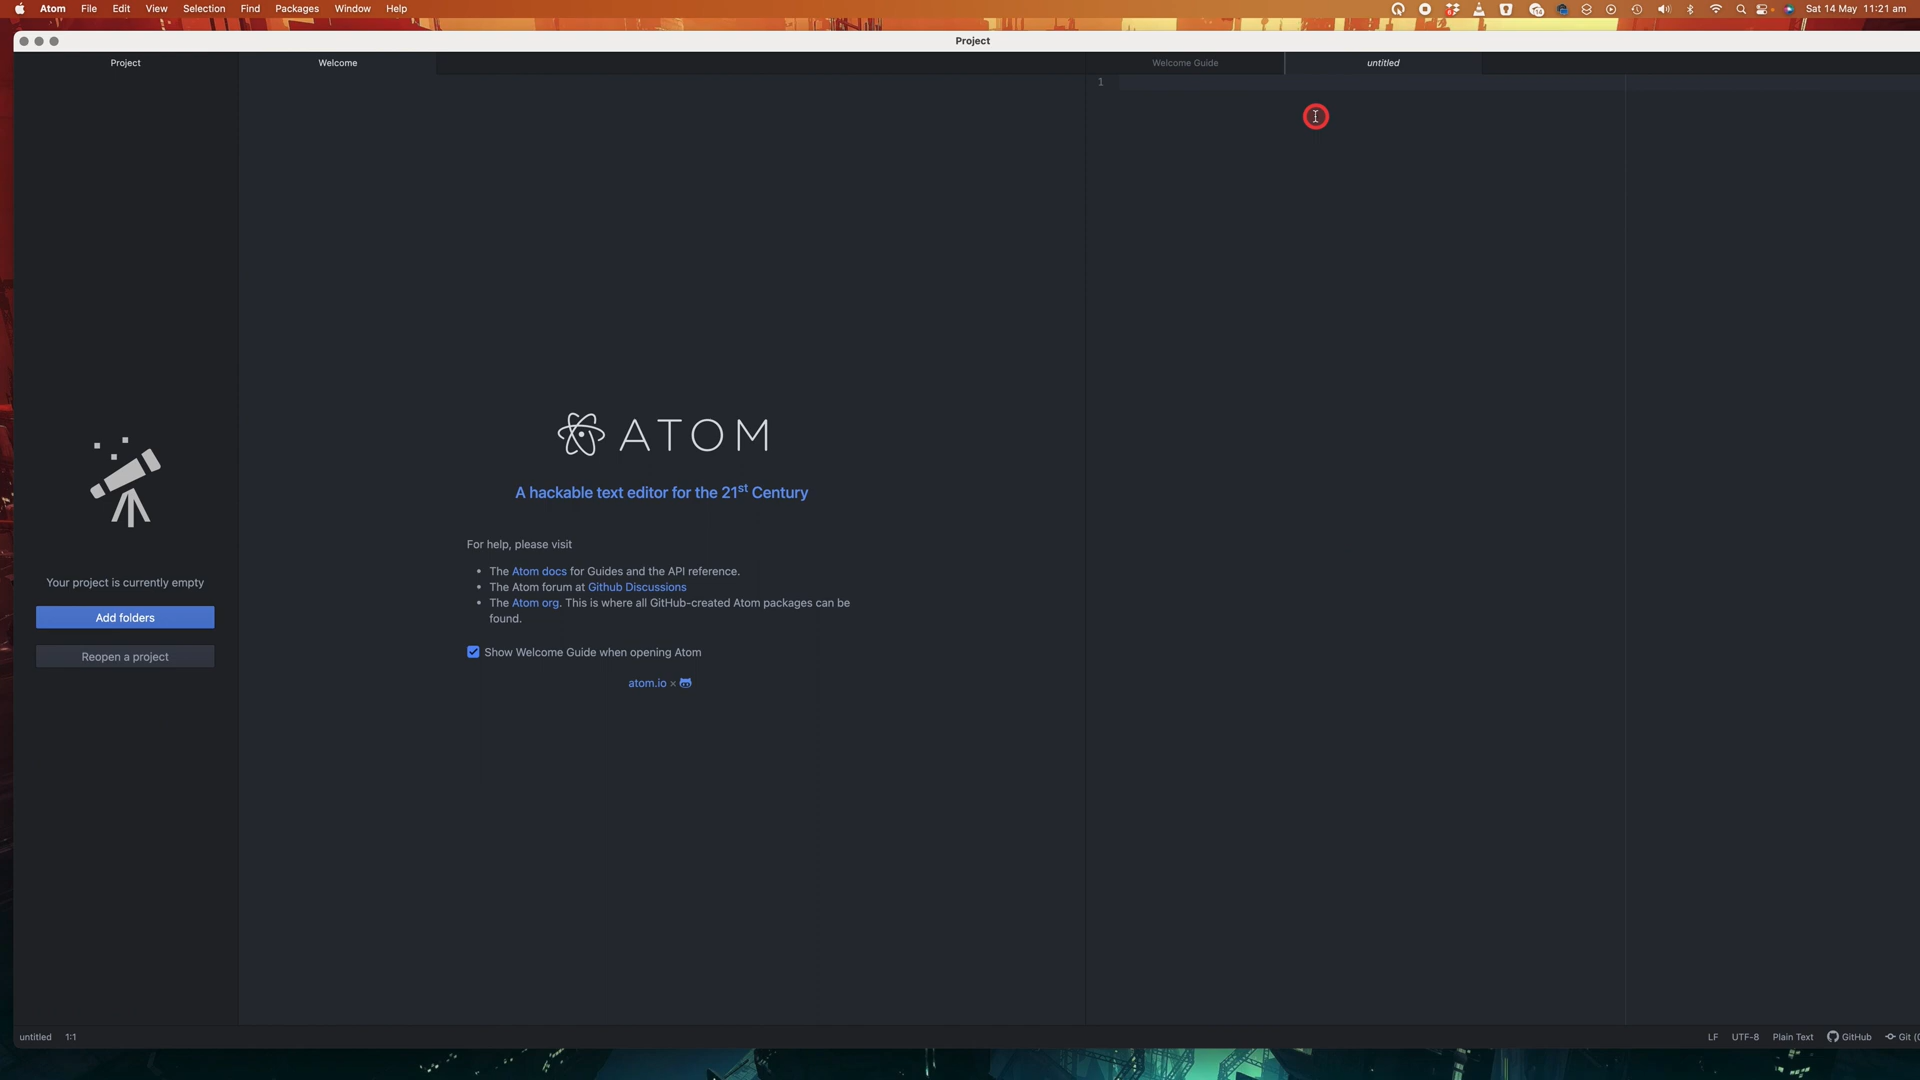 Atom File Edit View Selection Find Packages Window Help Sat 14 May 11:21 am
Project
Project Welcome Welcome Guide untitled
1
ATOM
A hackable text editor for the 21st Century
For help, please visit
• The Atom docs for Guides and the API reference.
• The Atom forum at Github Discussions
• The Atom org. This is where all GitHub-created Atom packages can be
found.
Show Welcome Guide when opening Atom
atom.io ×
Your project is currently empty
Add folders
Reopen a project
untitled 1:1 LF UTF-8 Plain Text GitHub Git (